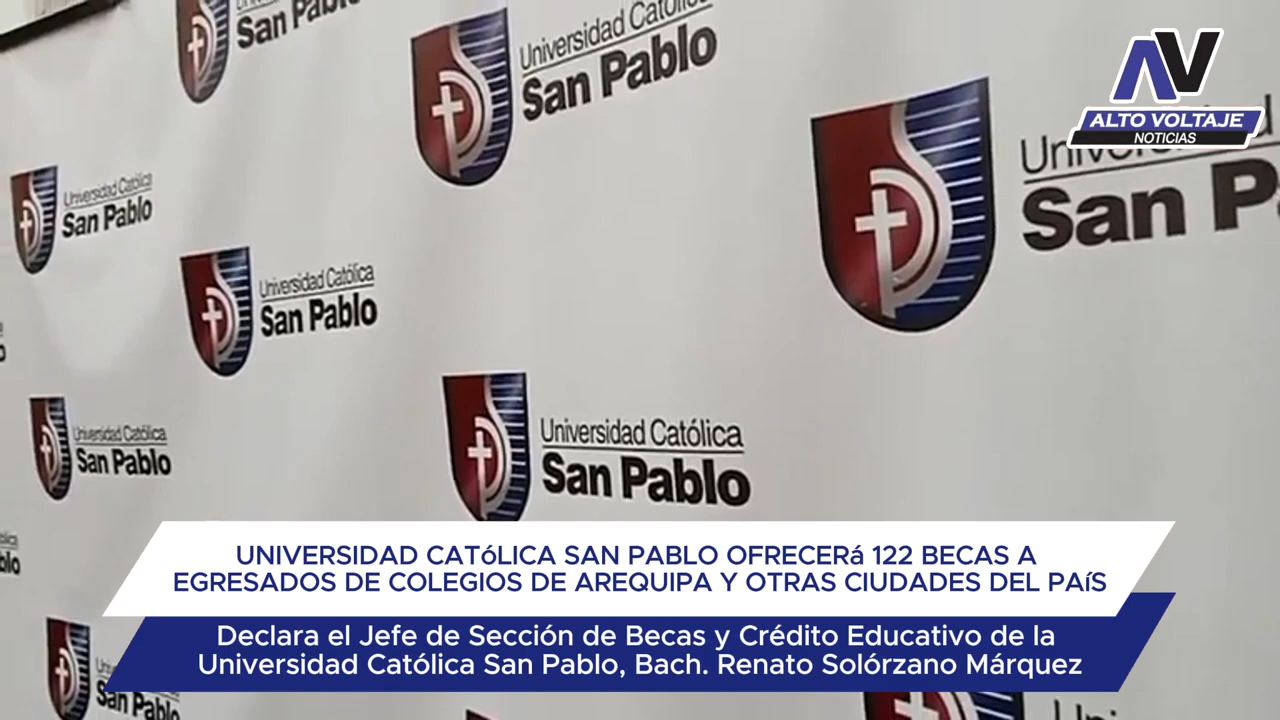 San Pablo
Universidad Católica
San Pablo
AV
ALTO VOLTAJE
NOTICIAS
San P
Universidad Católica
San Pablo
Universidad Católica
San Pablo
Universidad Católica
San Pablo
Universidad Católica
San Pablo
UNIVERSIDAD CATóLICA SAN PABLO OFRECERá 122 BECAS A
EGRESADOS DE COLEGIOS DE AREQUIPA Y OTRAS CIUDADES DEL PAíS
Declara el Jefe de Sección de Becas y Crédito Educativo de la
Universidad Católica San Pablo, Bach. Renato Solórzano Márquez